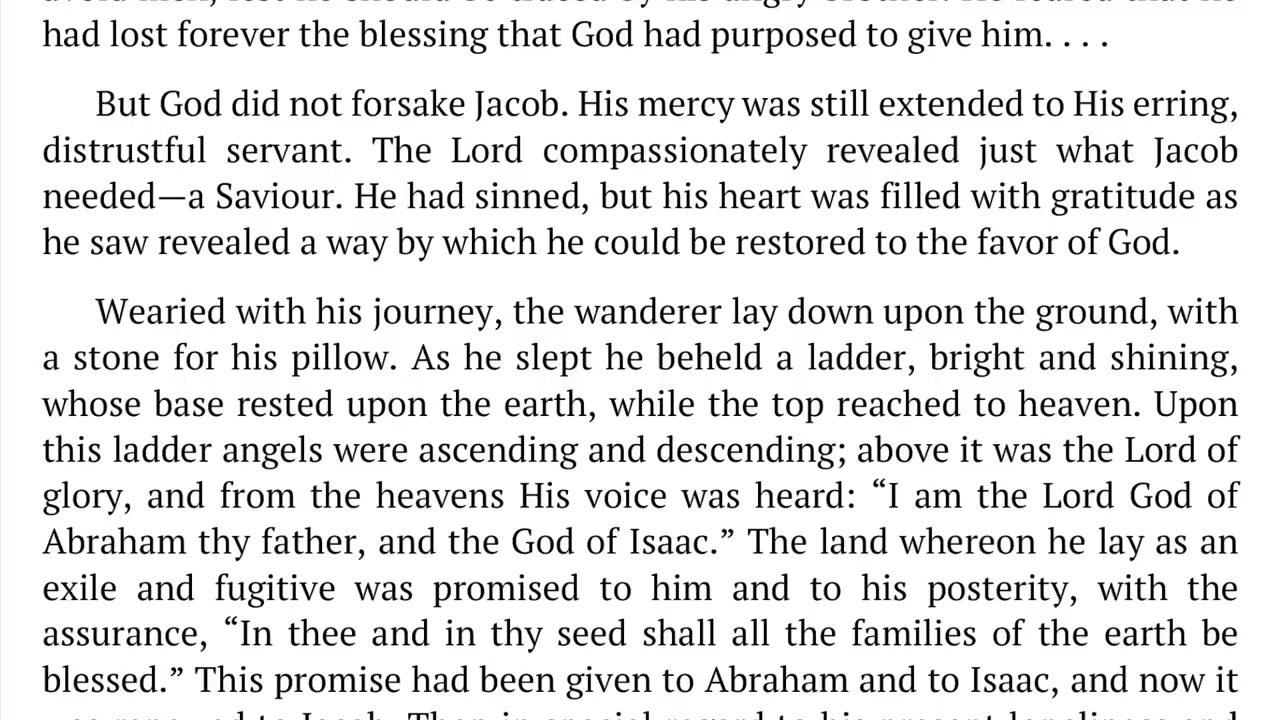 had lost forever the blessing that God had purposed to give him. . . .
But God did not forsake Jacob. His mercy was still extended to His erring,
distrustful servant. The Lord compassionately revealed just what Jacob
needed—a Saviour. He had sinned, but his heart was filled with gratitude as
he saw revealed a way by which he could be restored to the favor of God.
Wearied with his journey, the wanderer lay down upon the ground, with
a stone for his pillow. As he slept he beheld a ladder, bright and shining,
whose base rested upon the earth, while the top reached to heaven. Upon
this ladder angels were ascending and descending; above it was the Lord of
glory, and from the heavens His voice was heard: “I am the Lord God of
Abraham thy father, and the God of Isaac.” The land whereon he lay as an
exile and fugitive was promised to him and to his posterity, with the
assurance, “In thee and in thy seed shall all the families of the earth be
blessed.” This promise had been given to Abraham and to Isaac, and now it